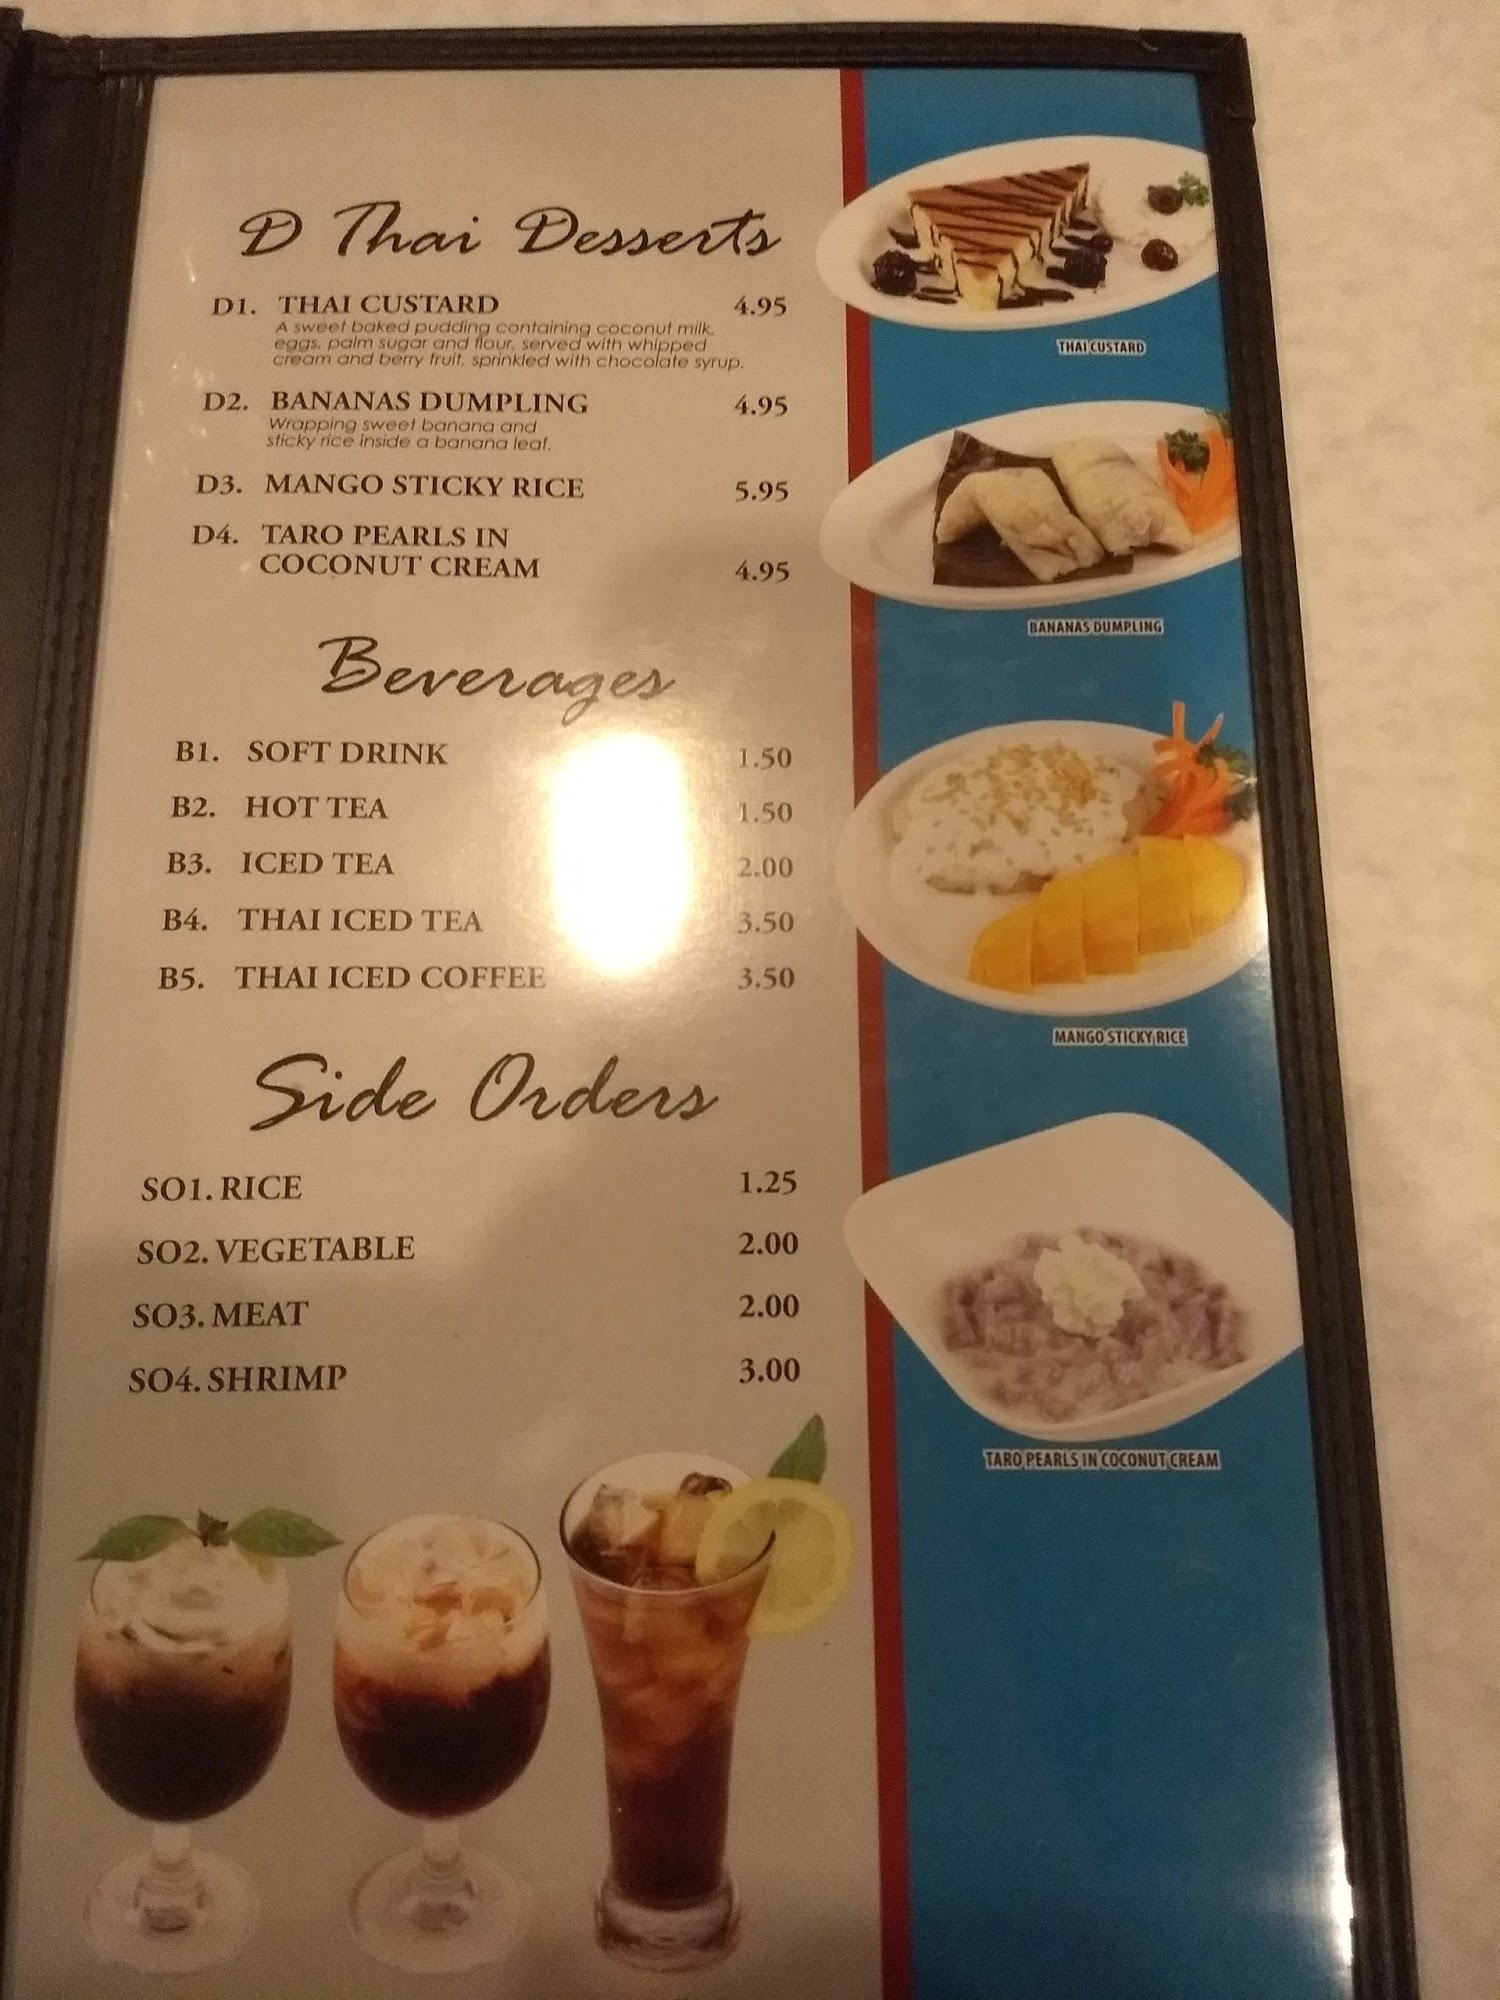 D Thai Desserts
D1. THAI CUSTARD 4.95
A sweet baked pudding containing coconut milk,
eggs, palm sugar and flour, served with whipped
cream and berry fruit, sprinkled with chocolate syrup.
D2. BANANAS DUMPLING 4.95
Wrapping sweet banana and
sticky rice inside a banana leaf.
D3. MANGO STICKY RICE 5.95
D4. TARO PEARLS IN
COCONUT CREAM 4.95
Beverages
B1. SOFT DRINK 1.50
B2. HOT TEA 1.50
B3. ICED TEA 2.00
B4. THAI ICED TEA 3.50
B5. THAI ICED COFFEE 3.50
Side Orders
SO1. RICE 1.25
SO2. VEGETABLE 2.00
SO3. MEAT 2.00
SO4. SHRIMP 3.00
THAI CUSTARD
BANANAS DUMPLING
MANGO STICKY RICE
TARO PEARLS IN COCONUT CREAM